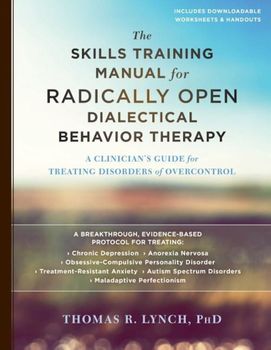 INCLUDES DOWNLOADABLE
WORKSHEETS & HANDOUTS
The
SKILLS TRAINING
MANUAL for
RADICALLY OPEN
DIALECTICAL
BEHAVIOR THERAPY
A CLINICIAN'S GUIDE for
TREATING DISORDERS of OVERCONTROL
A BREAKTHROUGH, EVIDENCE-BASED
PROTOCOL FOR TREATING:
› Chronic Depression › Anorexia Nervosa
› Obsessive-Compulsive Personality Disorder
› Treatment-Resistant Anxiety › Autism Spectrum Disorders
› Maladaptive Perfectionism
THOMAS R. LYNCH, PHD